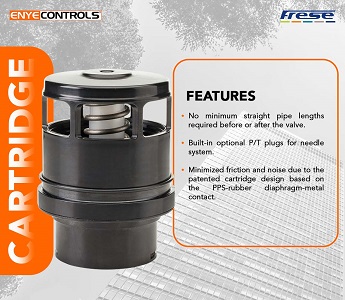 ENYECONTROLS
FRESE
CARTRIDGE
FEATURES
• No minimum straight pipe lengths
required before or after the valve.
• Built-in optional P/T plugs for needle
system.
• Minimized friction and noise due to the
patented cartridge design based on
the PPS-rubber diaphragm-metal
contact.